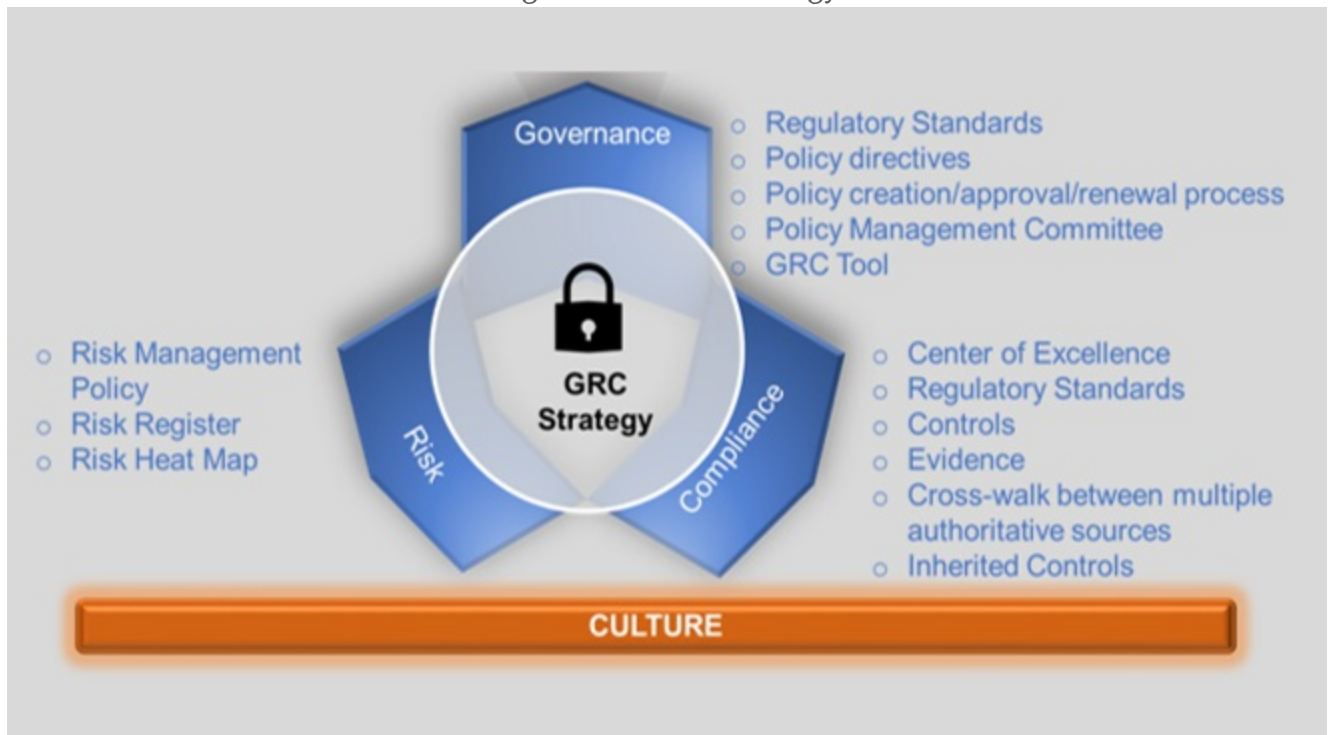 Governance
○ Regulatory Standards
○ Policy directives
○ Policy creation/approval/renewal process
○ Policy Management Committee
○ GRC Tool
○ Risk Management
Policy
○ Risk Register
○ Risk Heat Map
Risk
GRC
Strategy
Compliance
○ Center of Excellence
○ Regulatory Standards
○ Controls
○ Evidence
○ Cross-walk between multiple
authoritative sources
○ Inherited Controls
CULTURE